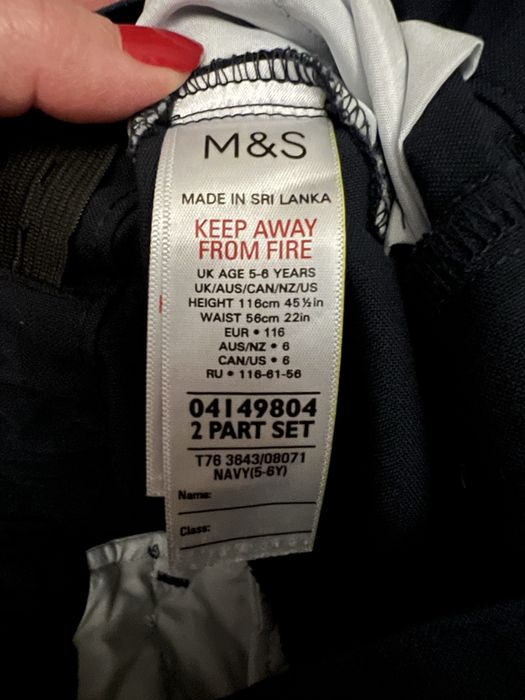 M&S
MADE IN SRI LANKA
KEEP AWAY
FROM FIRE
UK AGE 5-6 YEARS
UK/AUS/CAN/NZ/US
HEIGHT 116cm 45½in
WAIST 56cm 22in
EUR • 116
AUS/NZ • 6
CAN/US • 6
RU • 116-61-56
04149804
2 PART SET
T76 3643/08071
NAVY(5-6Y)
Name:
Class: